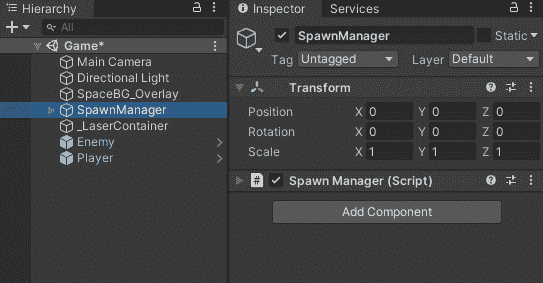 Hierarchy
All
Game*
Main Camera
Directional Light
SpaceBG_Overlay
SpawnManager
_LaserContainer
Enemy
Player
Inspector Services
SpawnManager Static
Tag Untagged Layer Default
Transform
Position X 0 Y 0 Z 0
Rotation X 0 Y 0 Z 0
Scale X 1 Y 1 Z 1
# Spawn Manager (Script)
Add Component